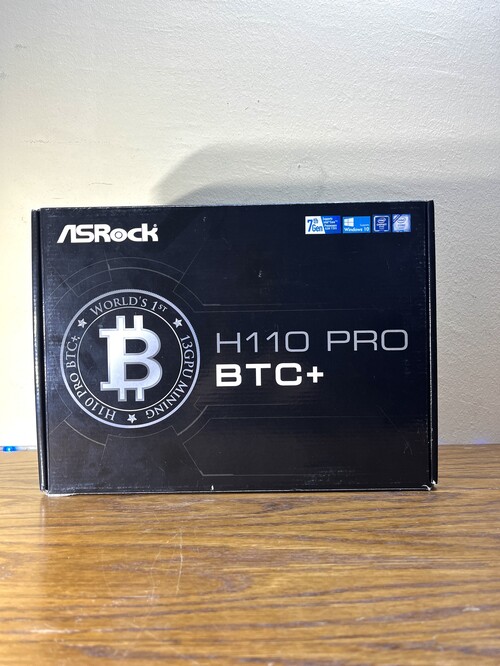 ASRock
7th Gen
Windows 10
WORLD'S 1ST
13GPU MINING
H110 PRO BTC+
H110 PRO
BTC+